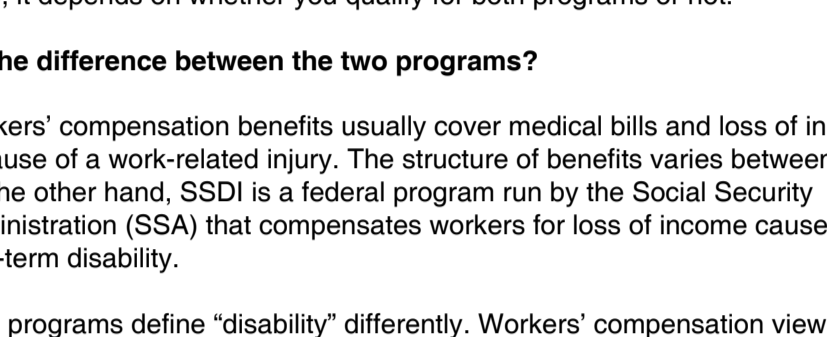 , it depends on whether you qualify for both programs or not.
he difference between the two programs?
kers’ compensation benefits usually cover medical bills and loss of in
ause of a work-related injury. The structure of benefits varies between
he other hand, SSDI is a federal program run by the Social Security
inistration (SSA) that compensates workers for loss of income cause
-term disability.
programs define “disability” differently. Workers’ compensation view